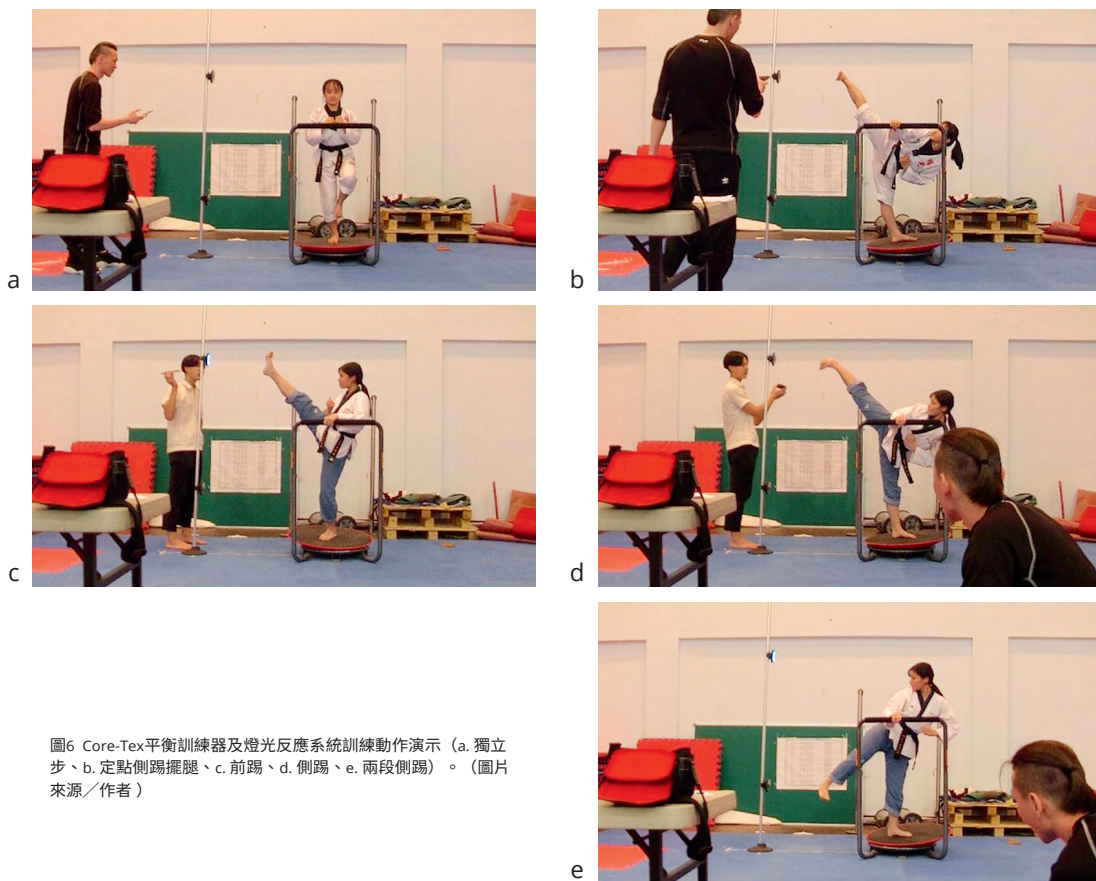 a
b
c
d
圖6 Core-Tex平衡訓練器及燈光反應系統訓練動作演示（a. 獨立
步、b. 定點側踢擺腿、c. 前踢、d. 側踢、e. 兩段側踢）。（圖片
來源／作者 ）
e